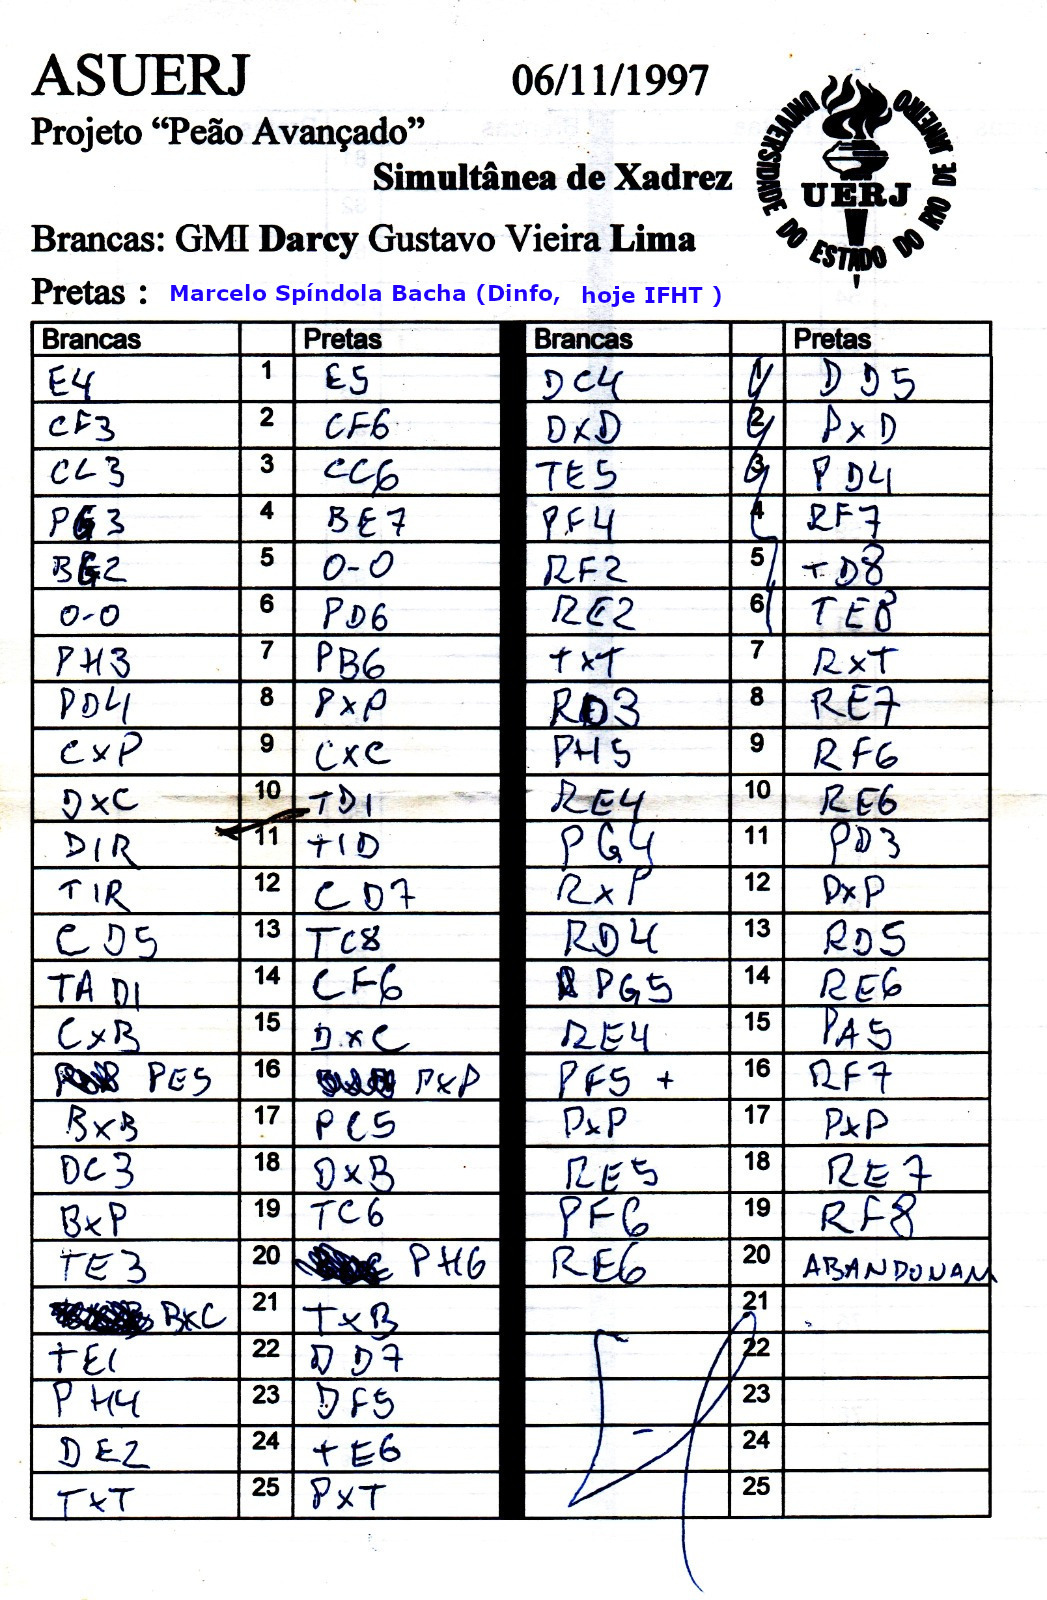 ASUERJ 06/11/1997
Projeto “Peão Avançado”
Simultânea de Xadrez
UNIVERSIDADE DO ESTADO DO RIO DE JANEIRO
UERJ
Brancas: GMI Darcy Gustavo Vieira Lima
Pretas : Marcelo Spíndola Bacha (Dinfo, hoje IFHT )
Brancas Pretas Brancas Pretas
E4 1 E5 DC4 1 DD5
CF3 2 CF6 DxD 2 PxD
CC3 3 CC6 TE5 3 PD4
PG3 4 BE7 PF4 4 RF7
BG2 5 0-0 RF2 5 TD8
0-0 6 PD6 RE2 6 TE8
PH3 7 PB6 TxT 7 RxT
PD4 8 PxP RD3 8 RE7
CxP 9 CxC PH5 9 RF6
DxC 10 TD1 RE4 10 RE6
D1R 11 T1D PG4 11 PD3
T1R 12 CD7 RxP 12 PxP
CD5 13 TC8 RD4 13 RD5
TAD1 14 CF6 PG5 14 RE6
CxB 15 DxC RE4 15 PA5
PE5 16 PxP PF5 + 16 RF7
BxB 17 PC5 PxP 17 PxP
DC3 18 DxB RE5 18 RE7
BxP 19 TC6 PF6 19 RF8
TE3 20 PH6 RE6 20 ABANDONAM
BxC 21 TxB 21
TE1 22 DD7 22
PH4 23 DF5 23
DE2 24 TE6 24
TxT 25 PxT 25